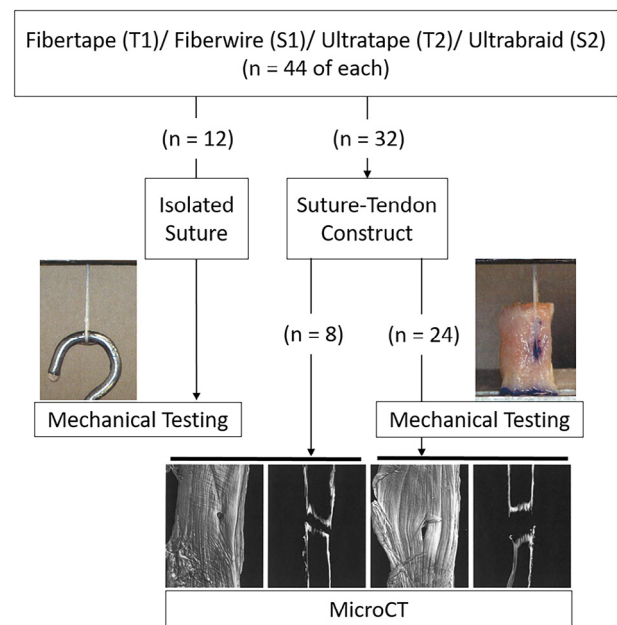 Fibertape (T1)/ Fiberwire (S1)/ Ultratape (T2)/ Ultrabraid (S2)
(n = 44 of each)
(n = 12)
(n = 32)
Isolated
Suture
Suture-Tendon
Construct
(n = 8)
(n = 24)
Mechanical Testing
Mechanical Testing
MicroCT